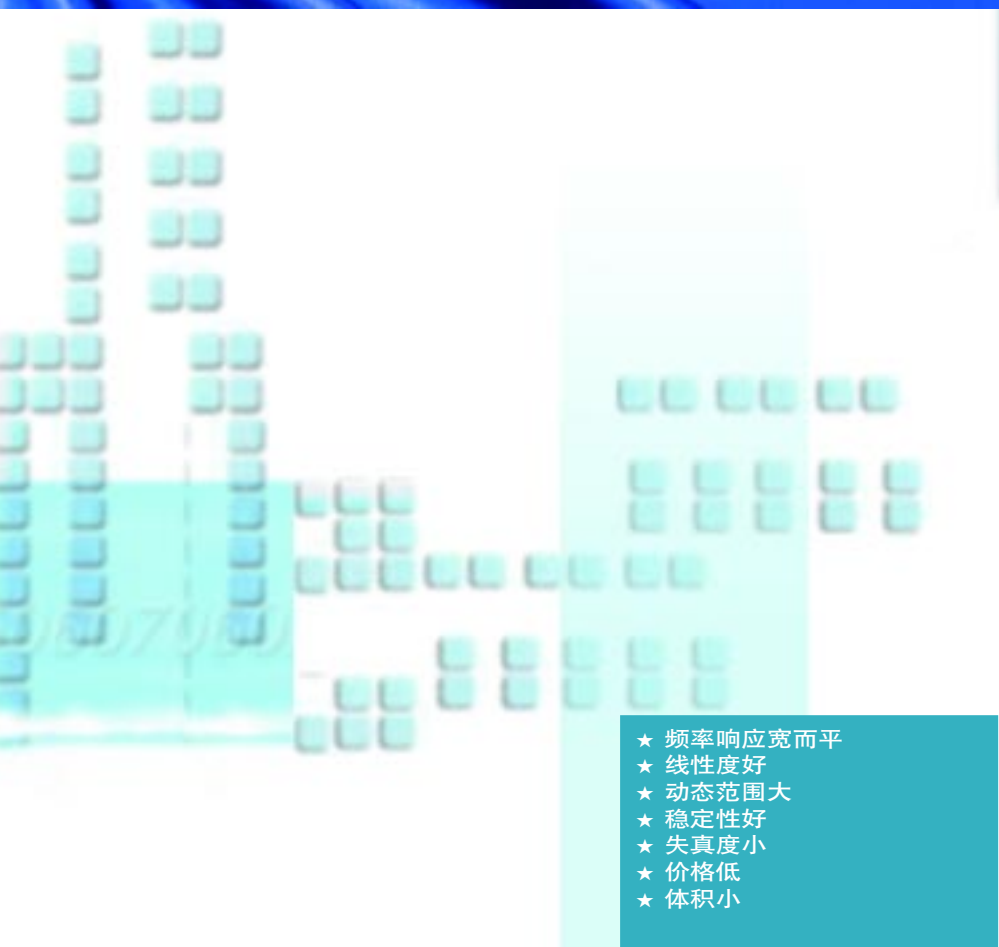 ★ 频率响应宽而平
★ 线性度好
★ 动态范围大
★ 稳定性好
★ 失真度小
★ 价格低
★ 体积小